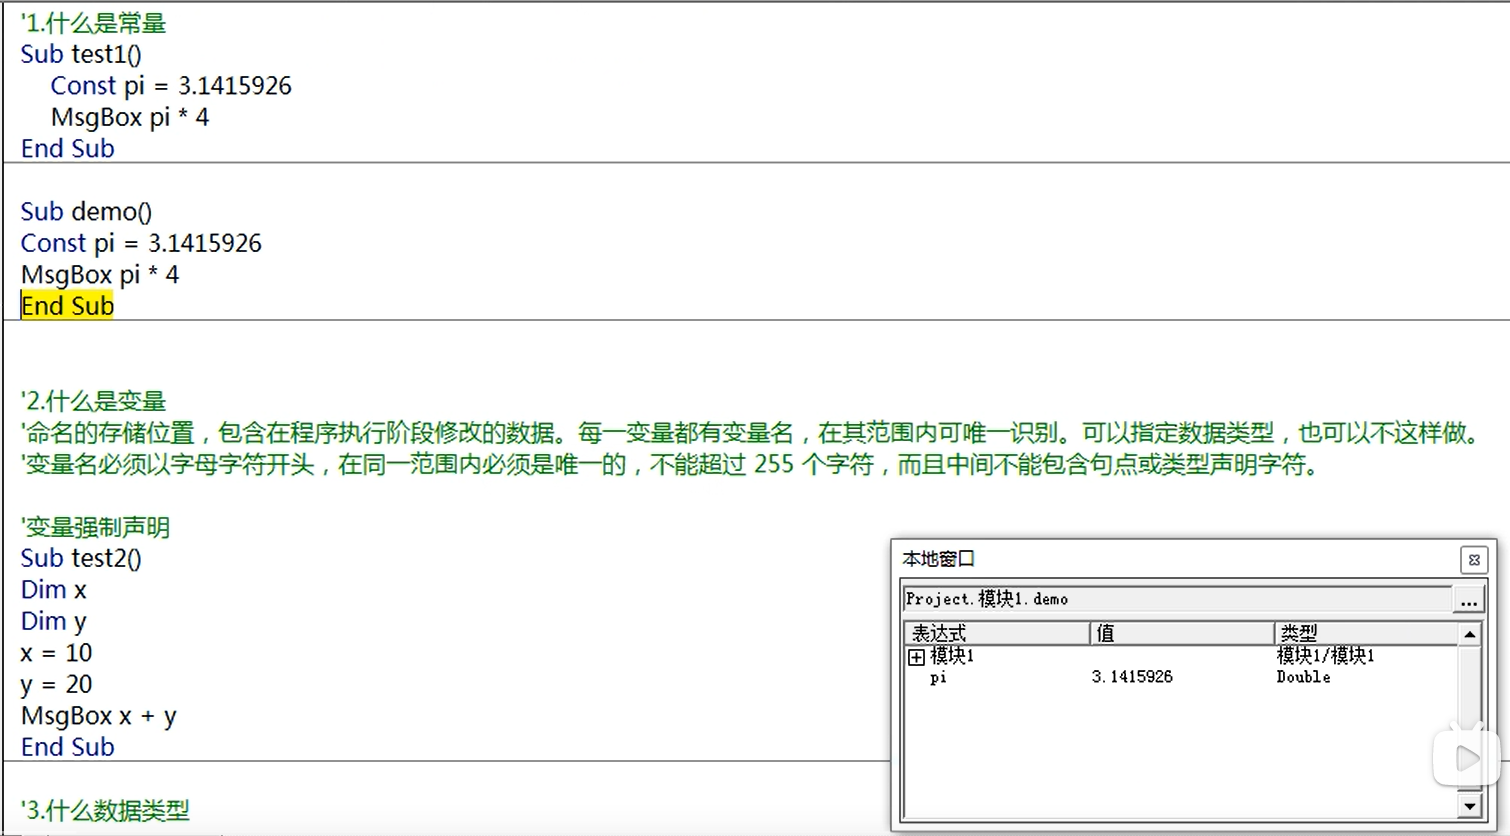 '1.什么是常量
Sub test1()
Const pi = 3.1415926
MsgBox pi * 4
End Sub
Sub demo()
Const pi = 3.1415926
MsgBox pi * 4
End Sub
'2.什么是变量
'命名的存储位置，包含在程序执行阶段修改的数据。每一变量都有变量名，在其范围内可唯一识别。可以指定数据类型，也可以不这样做。
'变量名必须以字母字符开头，在同一范围内必须是唯一的，不能超过 255 个字符，而且中间不能包含句点或类型声明字符。
'变量强制声明
Sub test2()
Dim x
Dim y
x = 10
y = 20
MsgBox x + y
End Sub
'3.什么数据类型
本地窗口
Project.模块1.demo
...
表达式 值 类型
模块1 模块1/模块1
pi 3.1415926 Double